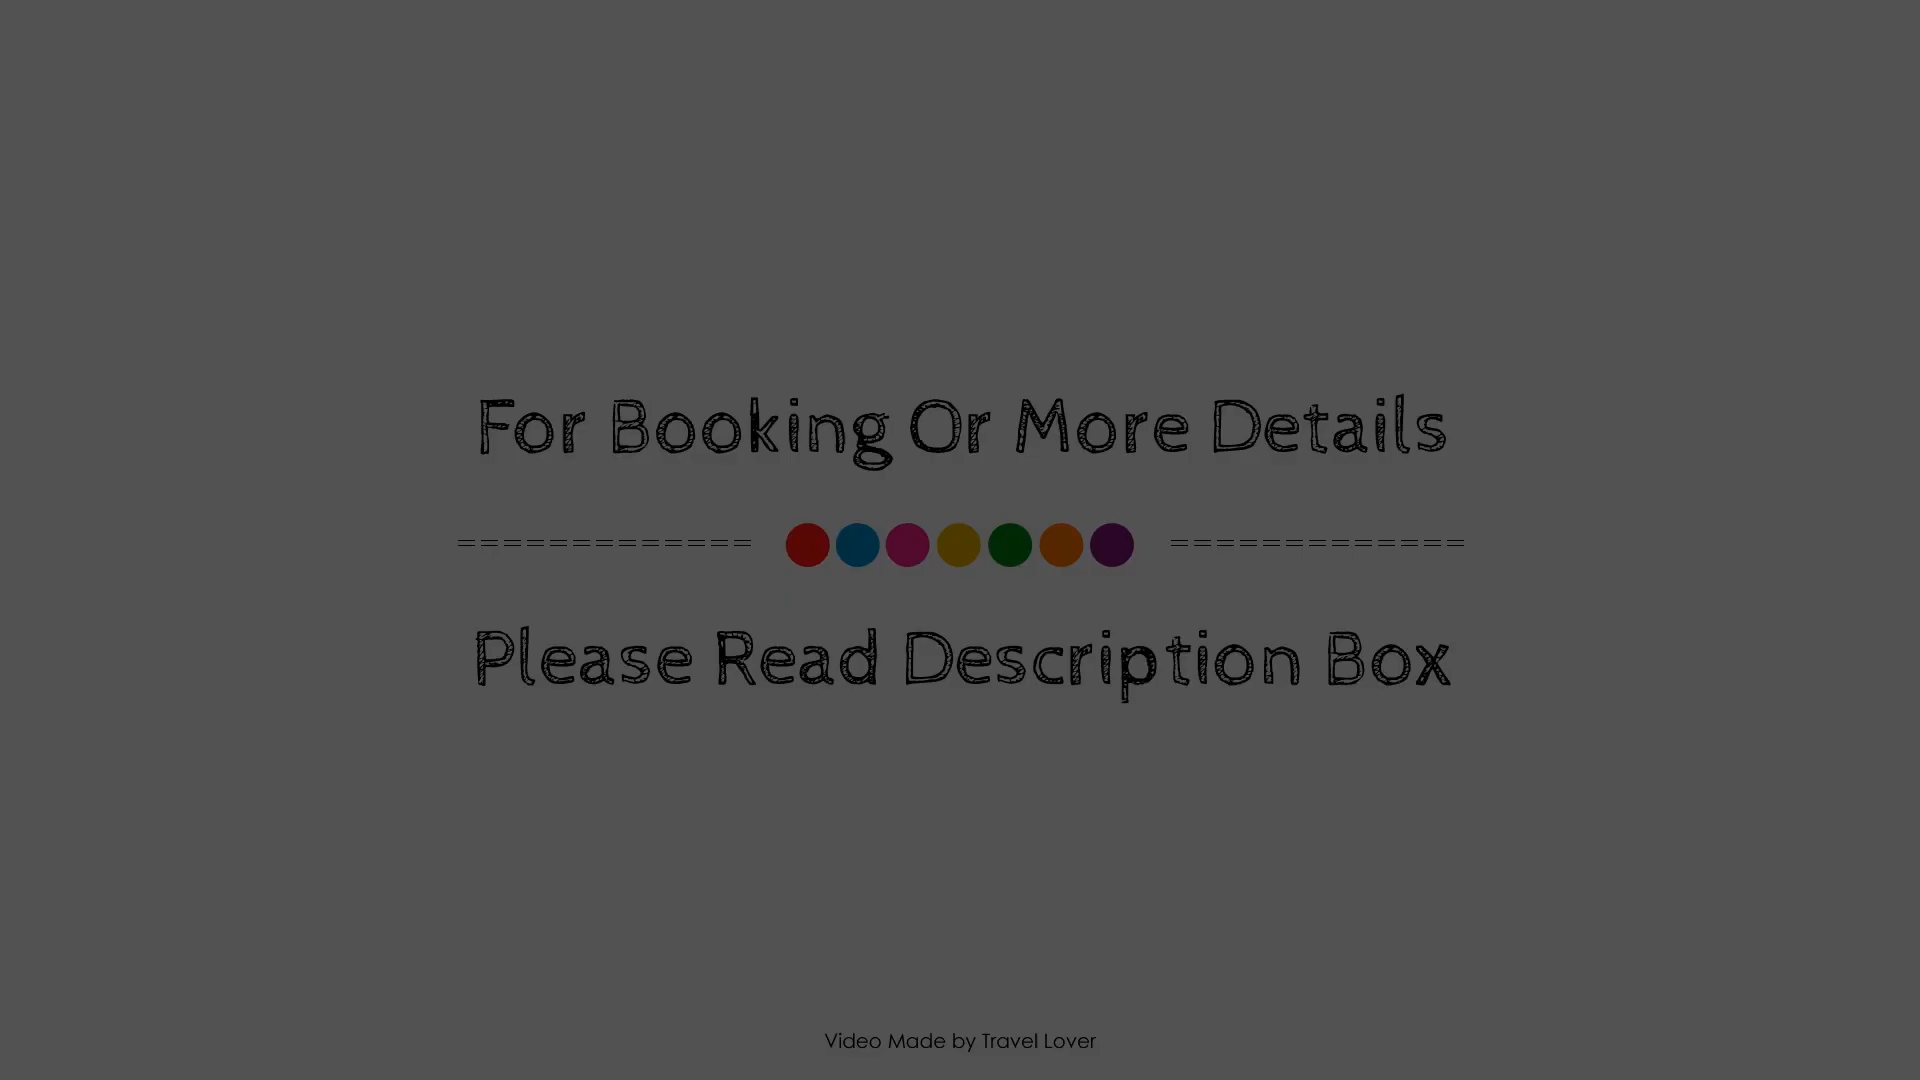 For Booking Or More Details
============= =============
Please Read Description Box
Video Made by Travel Lover